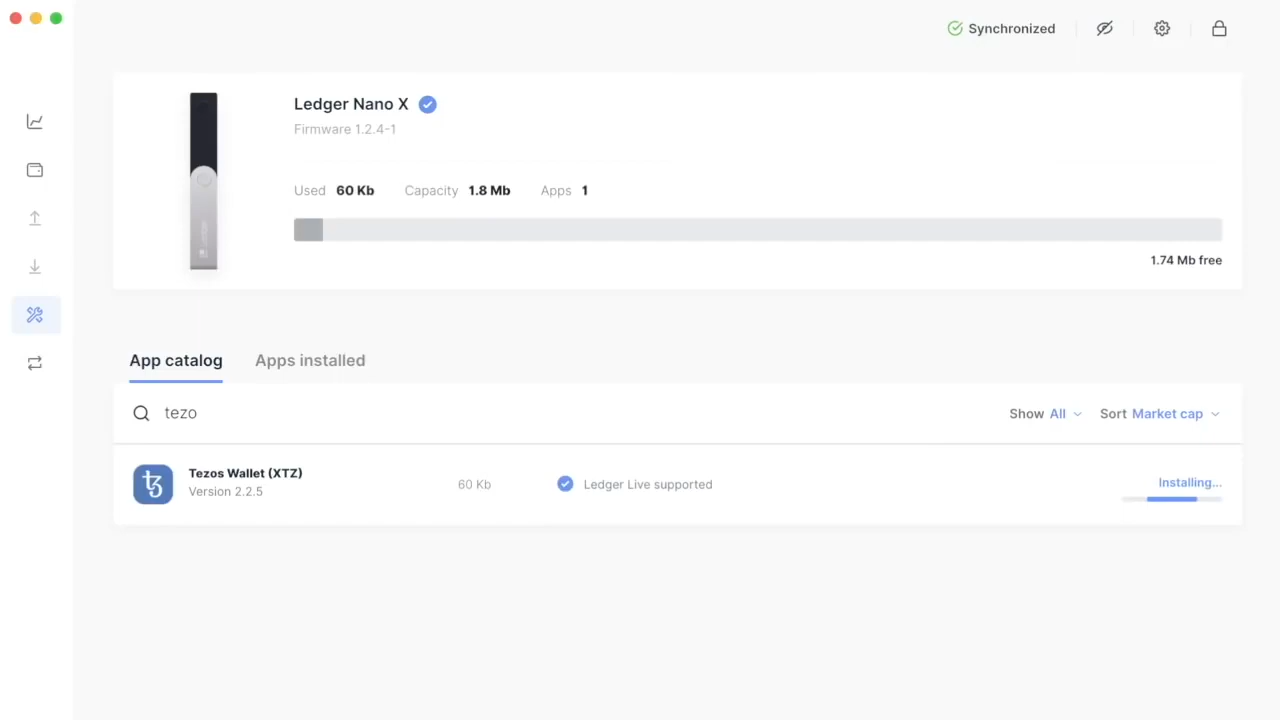 Synchronized
Ledger Nano X
Firmware 1.2.4-1
Used 60 Kb Capacity 1.8 Mb Apps 1
1.74 Mb free
App catalog Apps installed
tezo Show All Sort Market cap
Tezos Wallet (XTZ)
Version 2.2.5
60 Kb Ledger Live supported Installing...